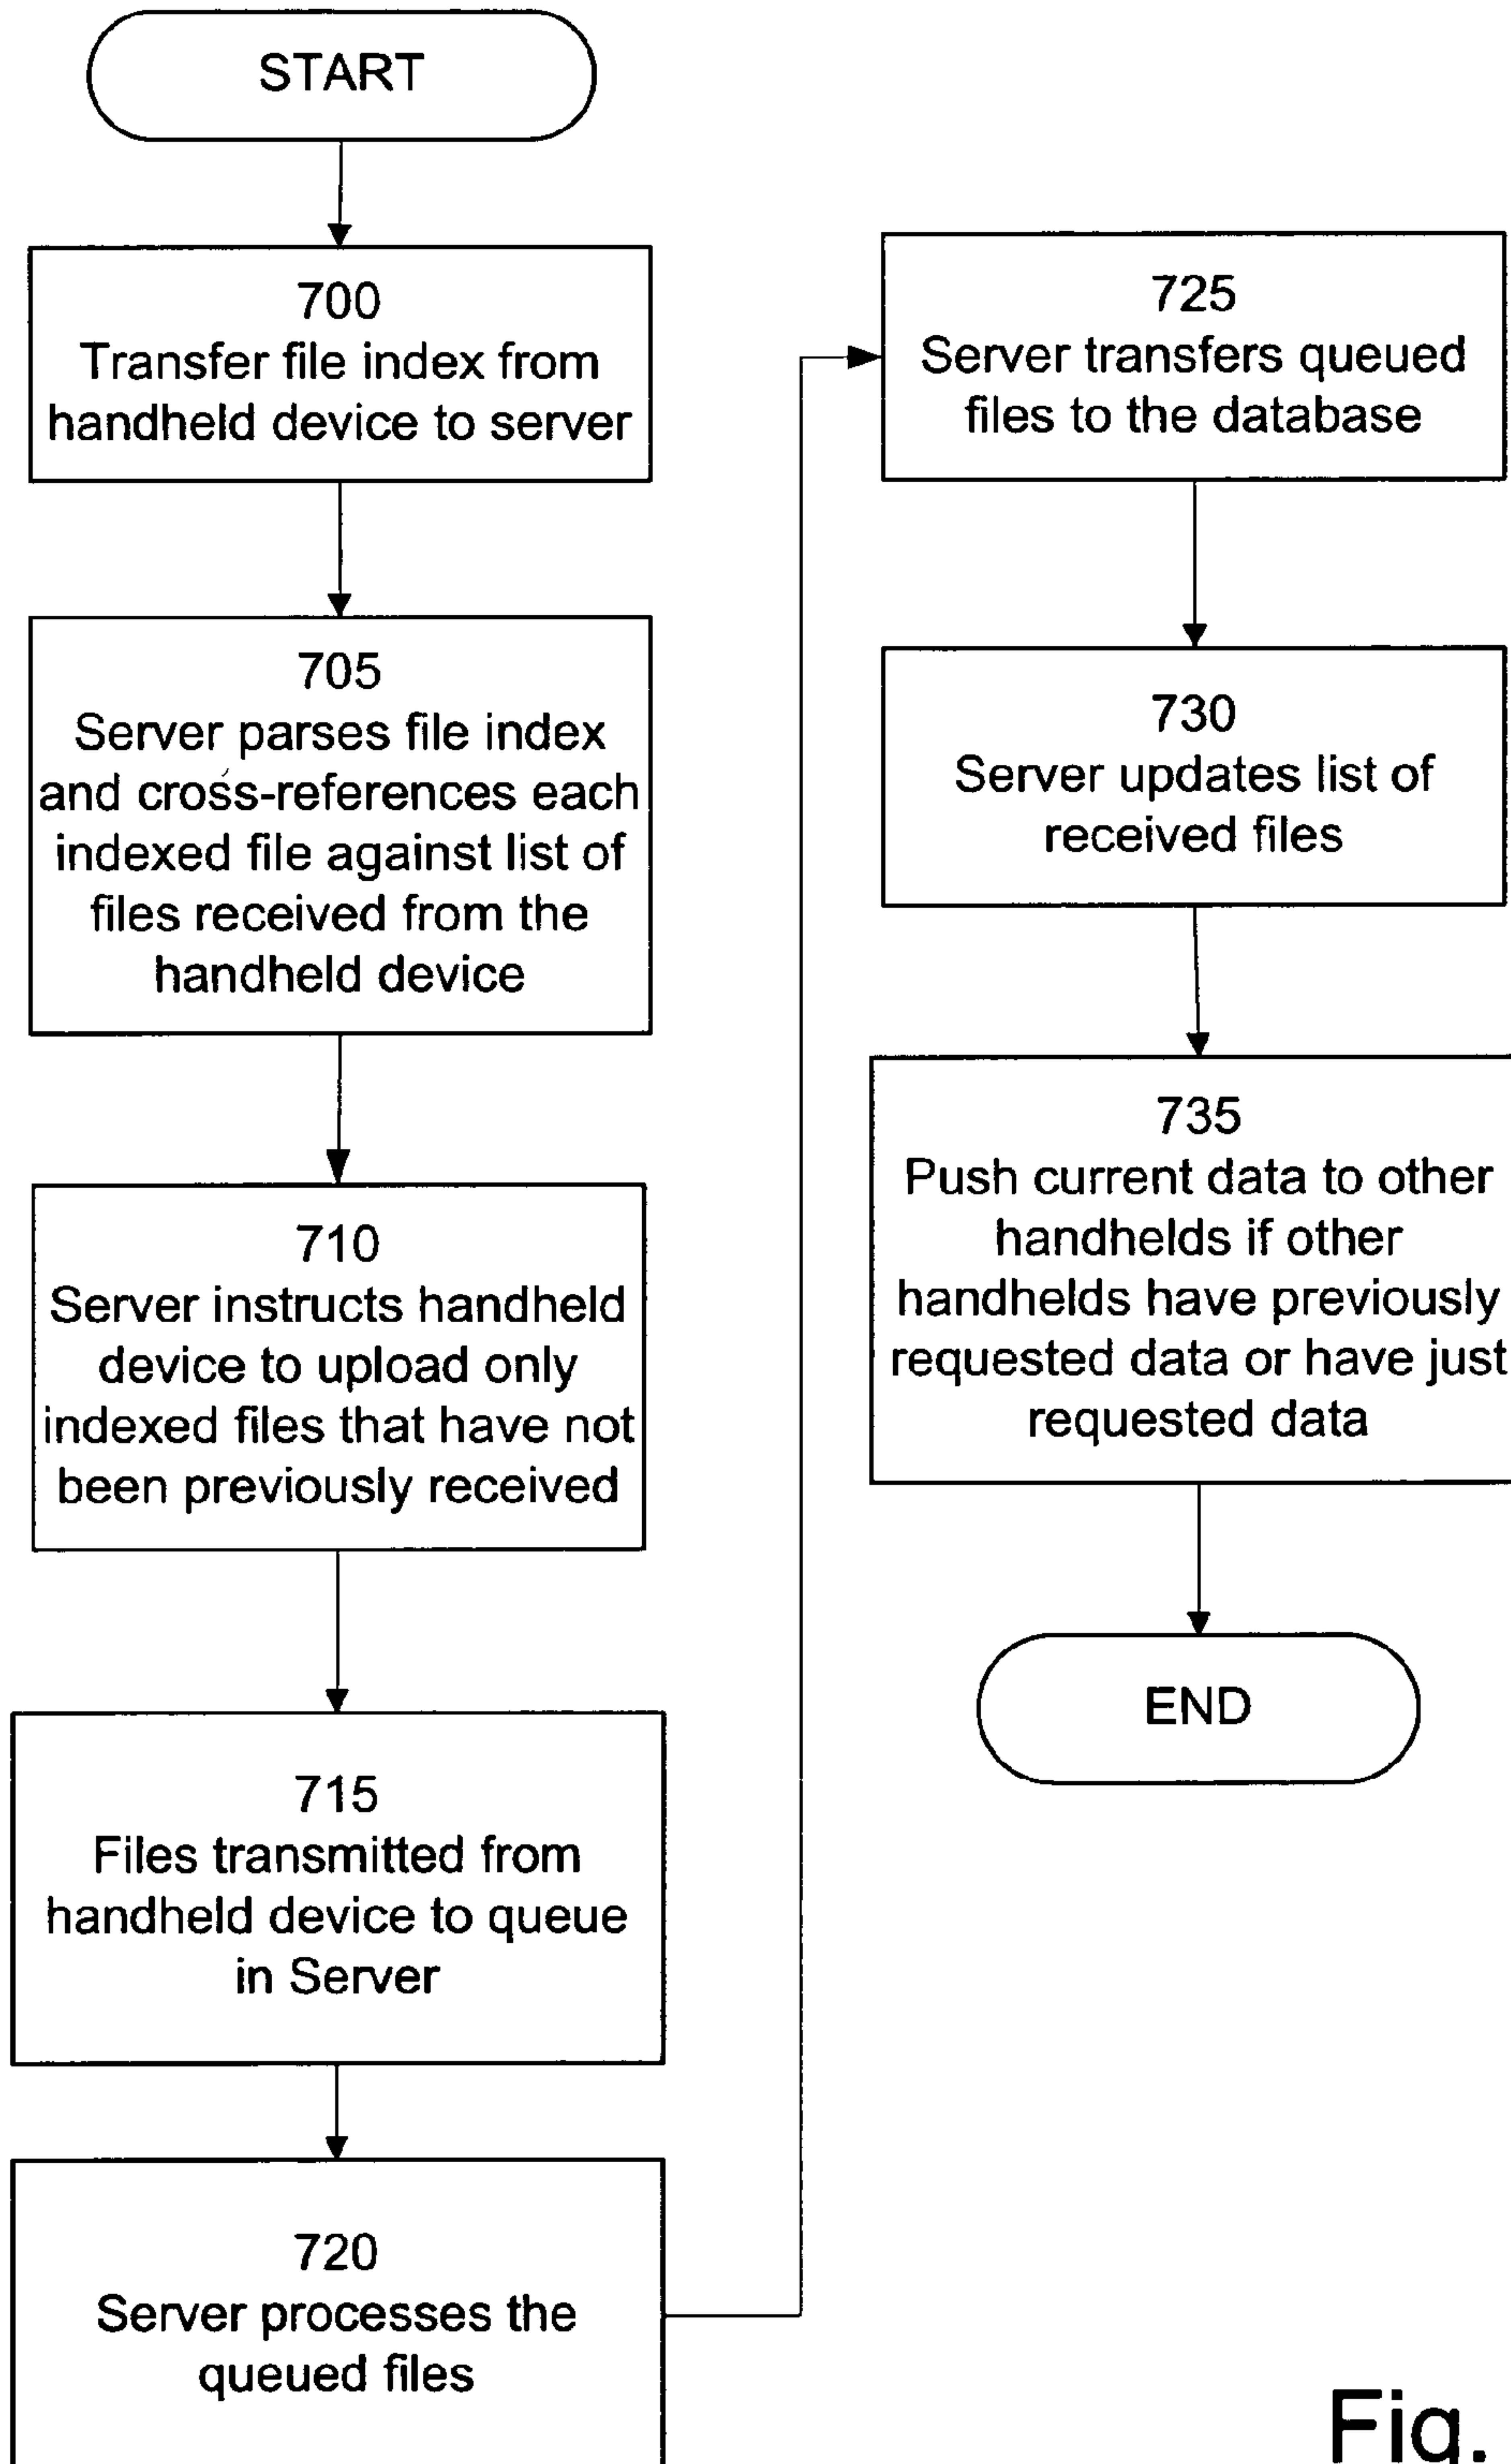 START
700
Transfer file index from
handheld device to server
705
Server parses file index
and cross-references each
indexed file against list of
files received from the
handheld device
710
Server instructs handheld
device to upload only
indexed files that have not
been previously received
715
Files transmitted from
handheld device to queue
in Server
720
Server processes the
queued files
725
Server transfers queued
files to the database
730
Server updates list of
received files
735
Push current data to other
handhelds if other
handhelds have previously
requested data or have just
requested data
END
Fig.